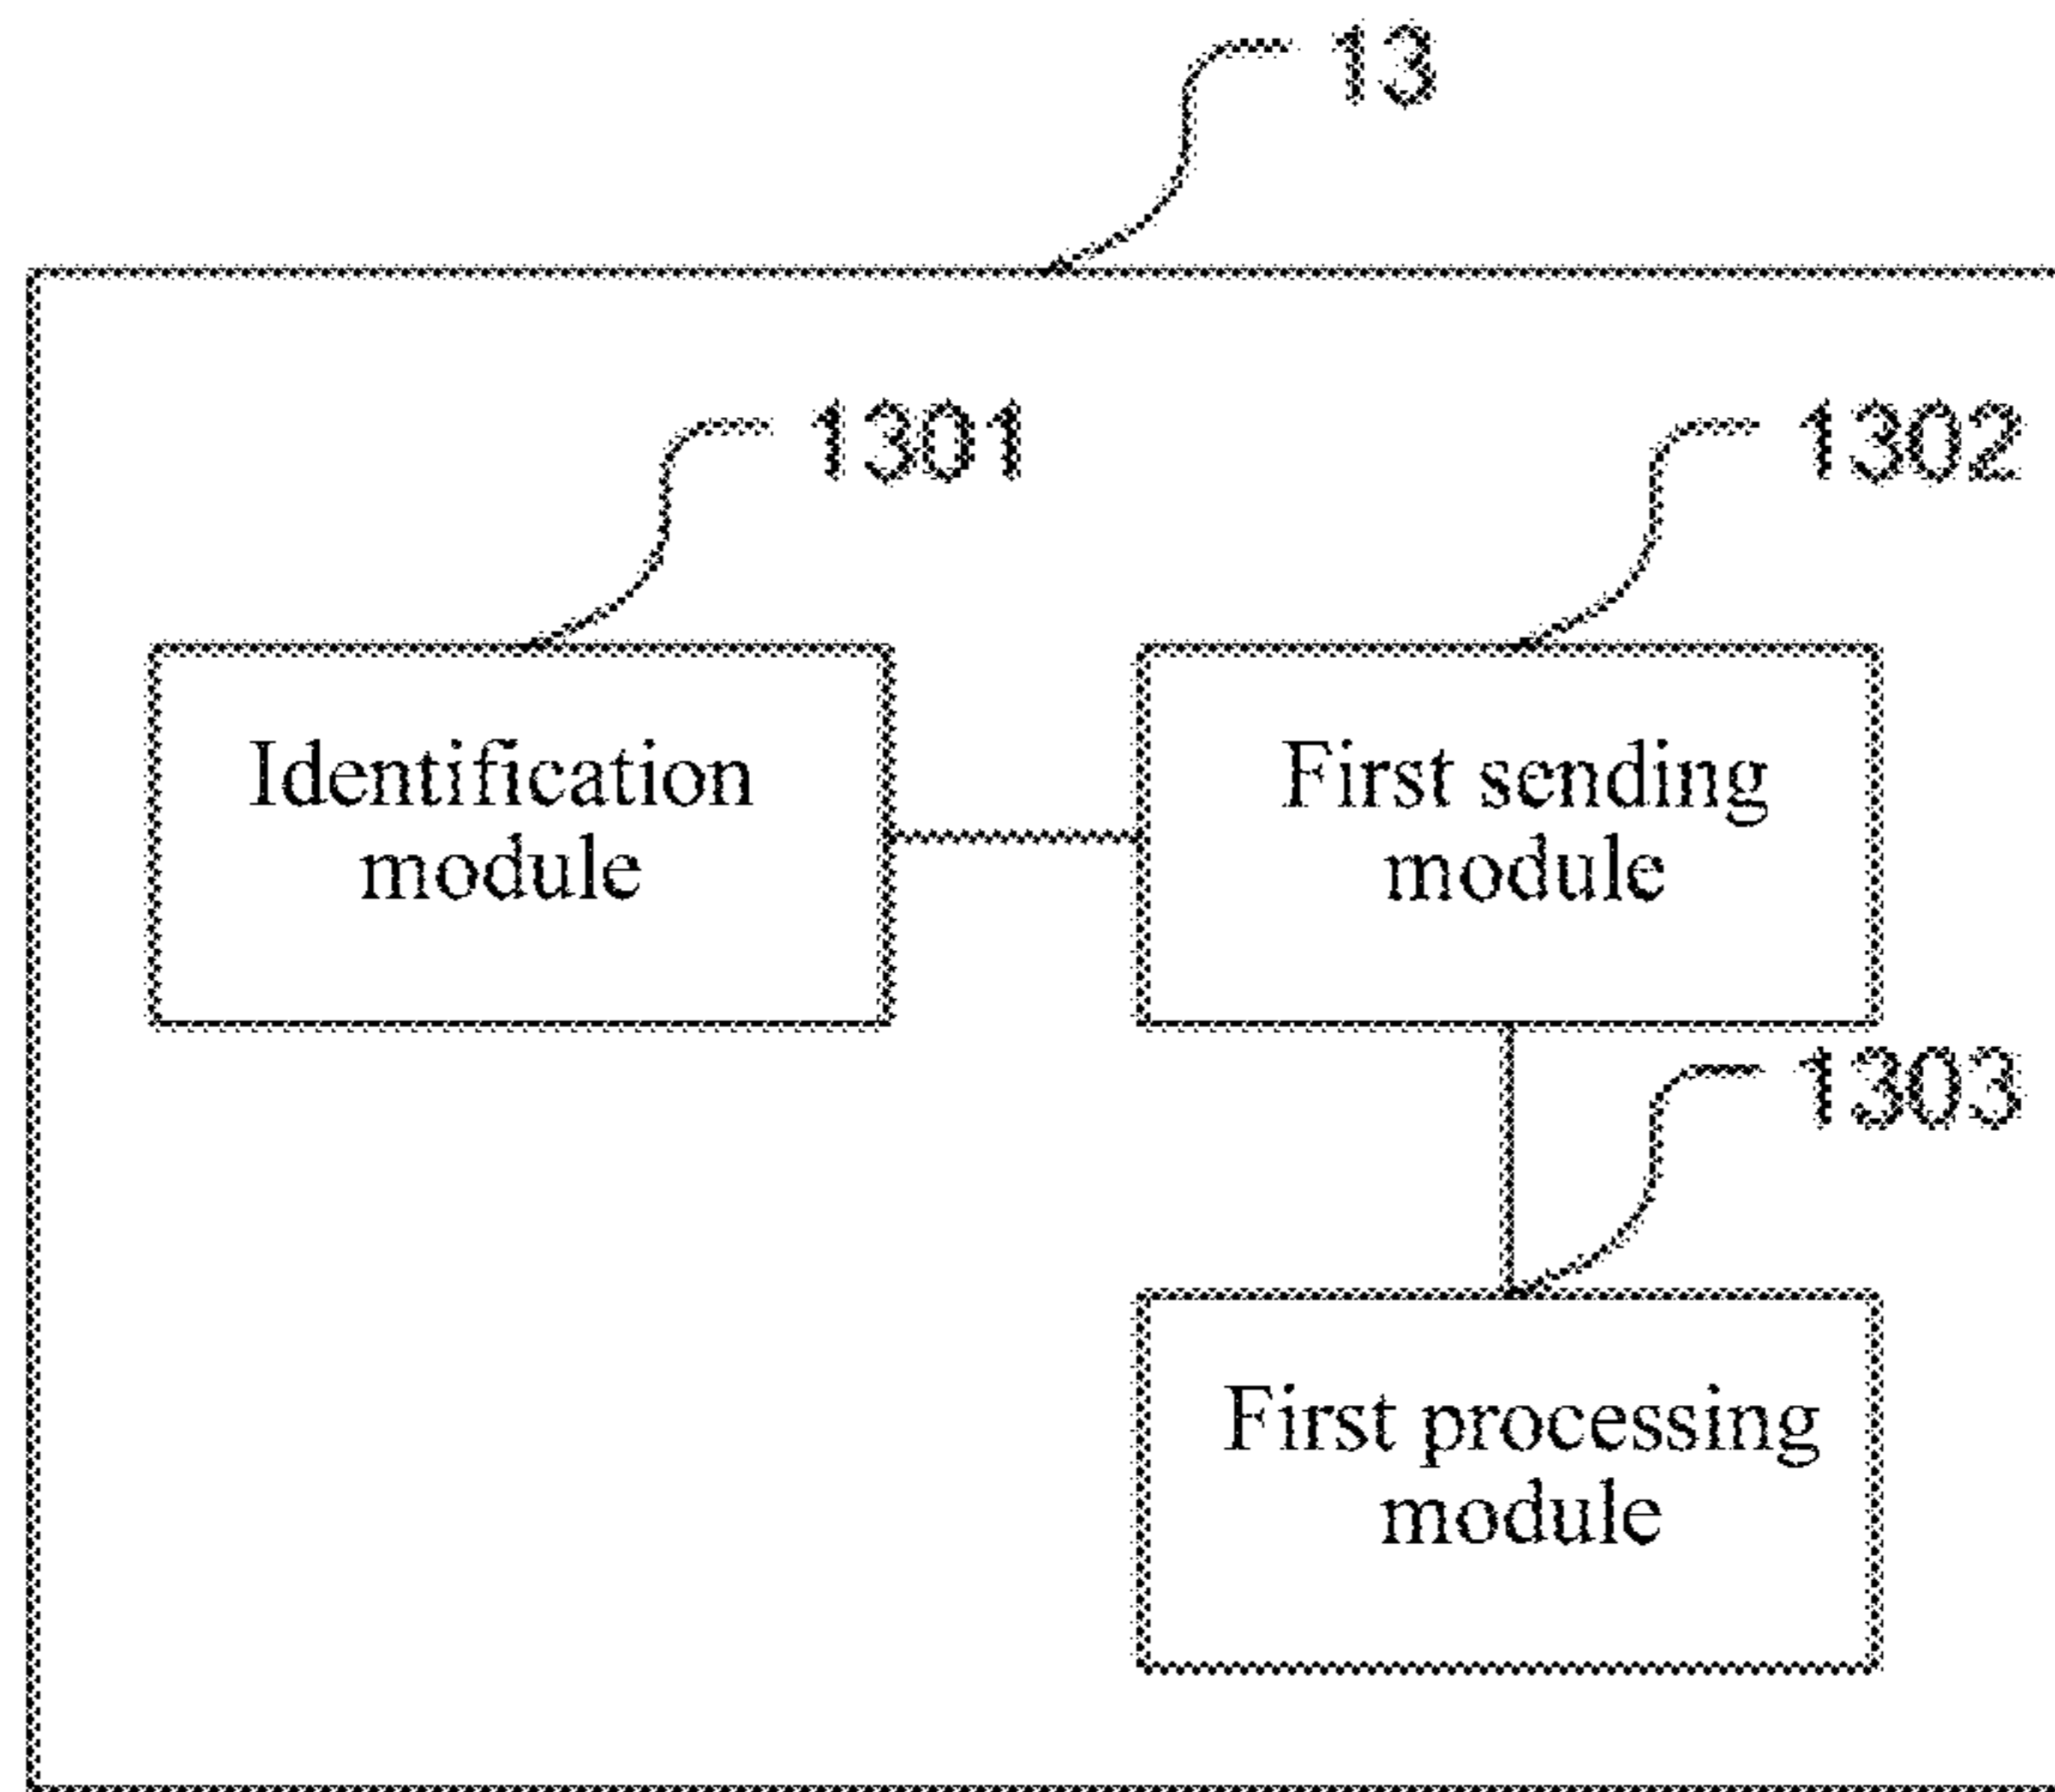 13
1301
1302
Identification
module
First sending
module
1303
First processing
module